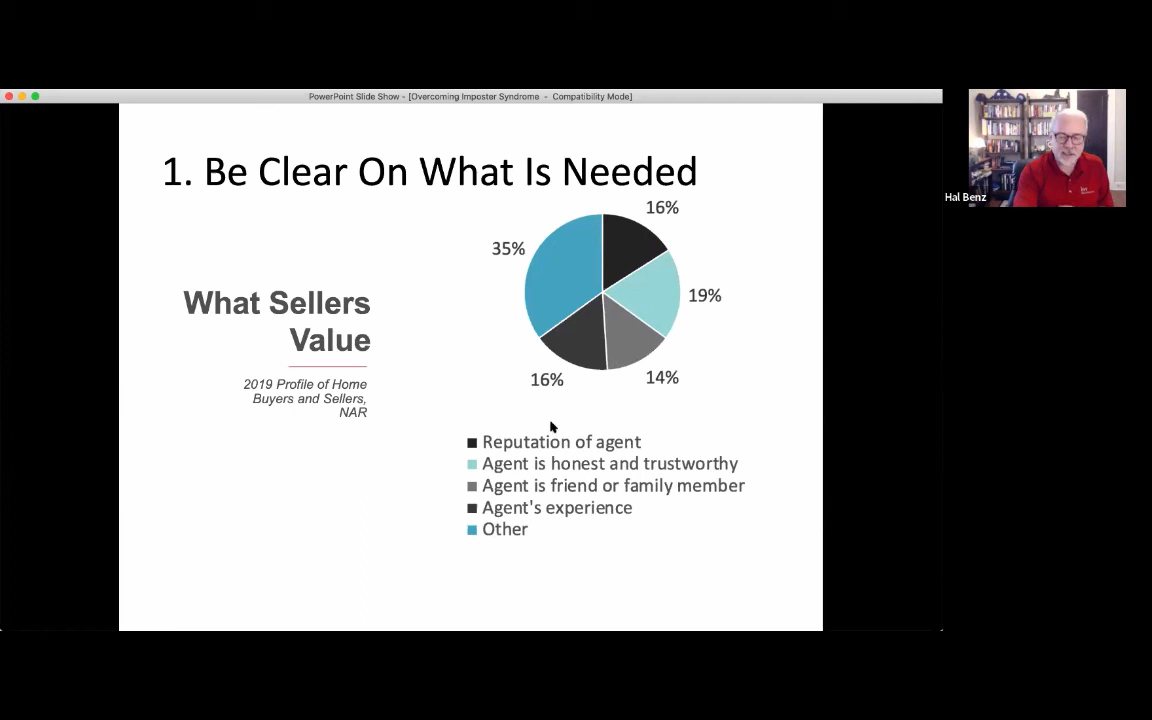 PowerPoint Slide Show - [Overcoming Imposter Syndrome - Compatibility Mode]
1. Be Clear On What Is Needed
16%
35%
19%
16%
14%
What Sellers
Value
2019 Profile of Home
Buyers and Sellers,
NAR
Reputation of agent
Agent is honest and trustworthy
Agent is friend or family member
Agent's experience
Other
Hal Benz